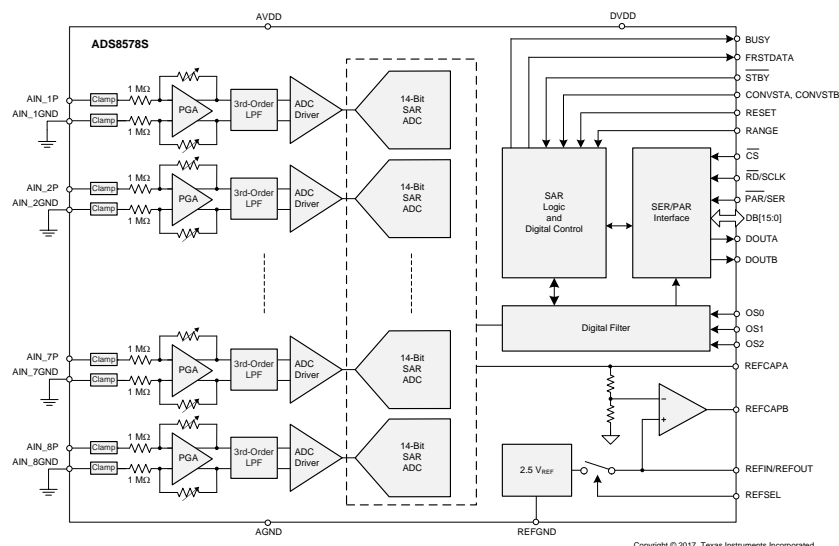 AVDD
DVDD
ADS8578S
AIN_1P
AIN_1GND
Clamp
Clamp
1 MΩ
1 MΩ
PGA
3rd-Order
LPF
ADC
Driver
14-Bit
SAR
ADC
AIN_2P
AIN_2GND
Clamp
Clamp
1 MΩ
1 MΩ
PGA
3rd-Order
LPF
ADC
Driver
14-Bit
SAR
ADC
AIN_7P
AIN_7GND
Clamp
Clamp
1 MΩ
1 MΩ
PGA
3rd-Order
LPF
ADC
Driver
14-Bit
SAR
ADC
AIN_8P
AIN_8GND
Clamp
Clamp
1 MΩ
1 MΩ
PGA
3rd-Order
LPF
ADC
Driver
14-Bit
SAR
ADC
SAR
Logic
and
Digital Control
SER/PAR
Interface
Digital Filter
BUSY
FRSTDATA
STBY
CONVSTA, CONVSTB
RESET
RANGE
CS
RD/SCLK
PAR/SER
DB[15:0]
DOUTA
DOUTB
OS0
OS1
OS2
REFCAPA
REFCAPB
REFIN/REFOUT
REFSEL
2.5 VREF
−
+
AGND
REFGND
Copyright © 2017, Texas Instruments Incorporated